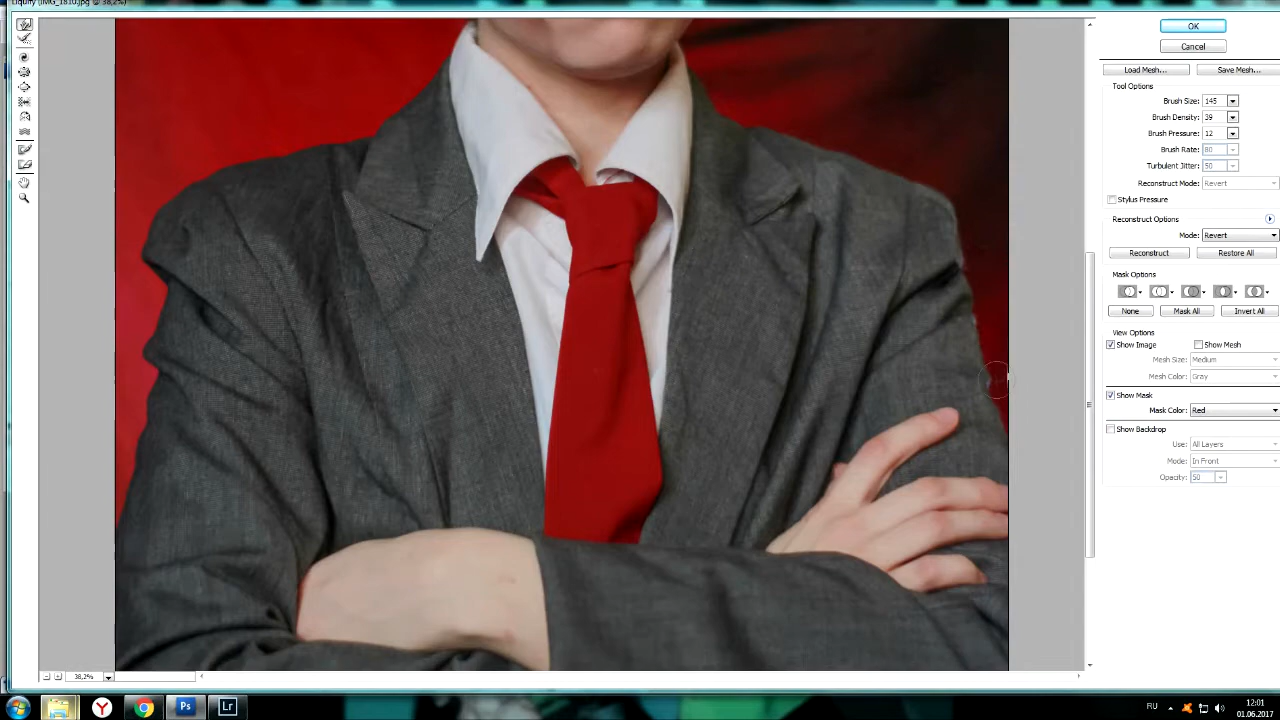 Liquify (IMG_1810.jpg @ 38,2%)
OK
Cancel
Load Mesh...
Save Mesh...
Tool Options
Brush Size: 145
Brush Density: 39
Brush Pressure: 12
Brush Rate: 80
Turbulent Jitter: 50
Reconstruct Mode: Revert
Stylus Pressure
Reconstruct Options
Mode: Revert
Reconstruct
Restore All
Mask Options
None
Mask All
Invert All
View Options
Show Image
Show Mesh
Mesh Size: Medium
Mesh Color: Gray
Show Mask
Mask Color: Red
Show Backdrop
Use: All Layers
Mode: In Front
Opacity: 50
38,2%
Y
Ps
Lr
RU
12:01
01.06.2017